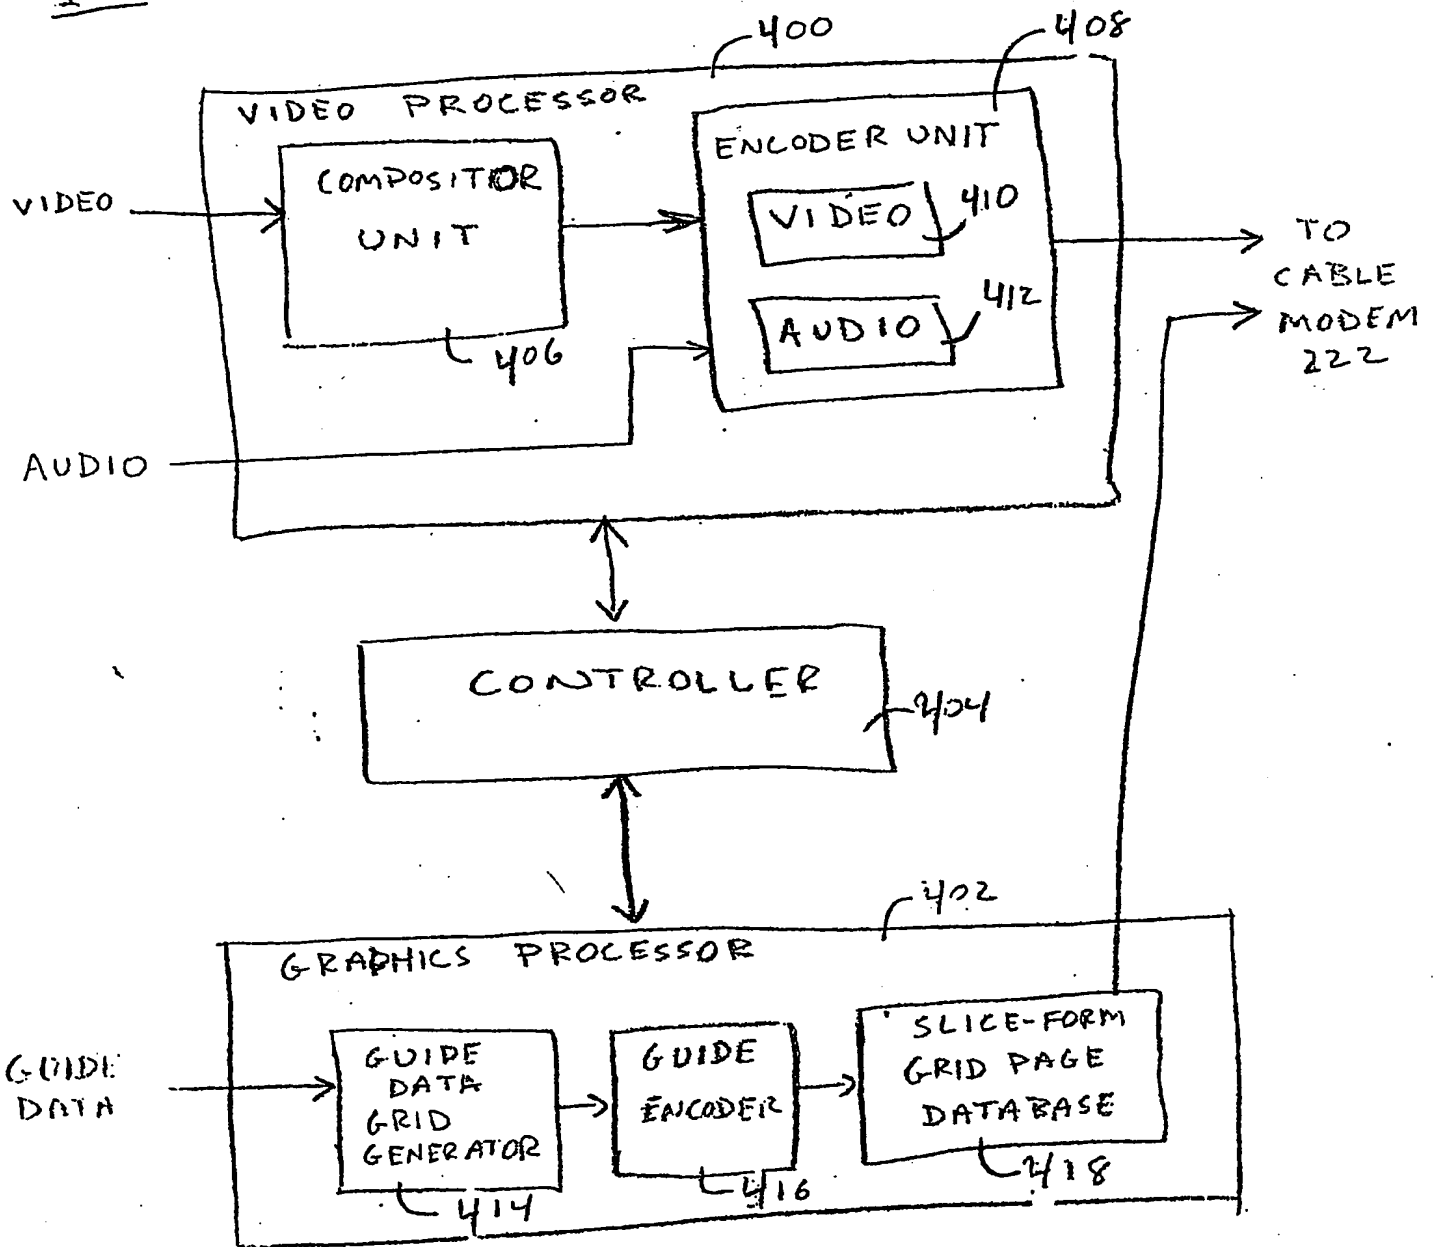 400
408
VIDEO PROCESSOR
ENCODER UNIT
COMPOSITIOR
UNIT
VIDEO
VIDEO
410
TO
CABLE
MODEM
222
AUDIO
412
406
AUDIO
CONTROLLER
404
402
GRAPHICS PROCESSOR
GUIDE
DATA
GUIDE
DATA
GRID
GENERATOR
GUIDE
ENCODER
SLICE-FORM
GRID PAGE
DATABASE
414
416
418